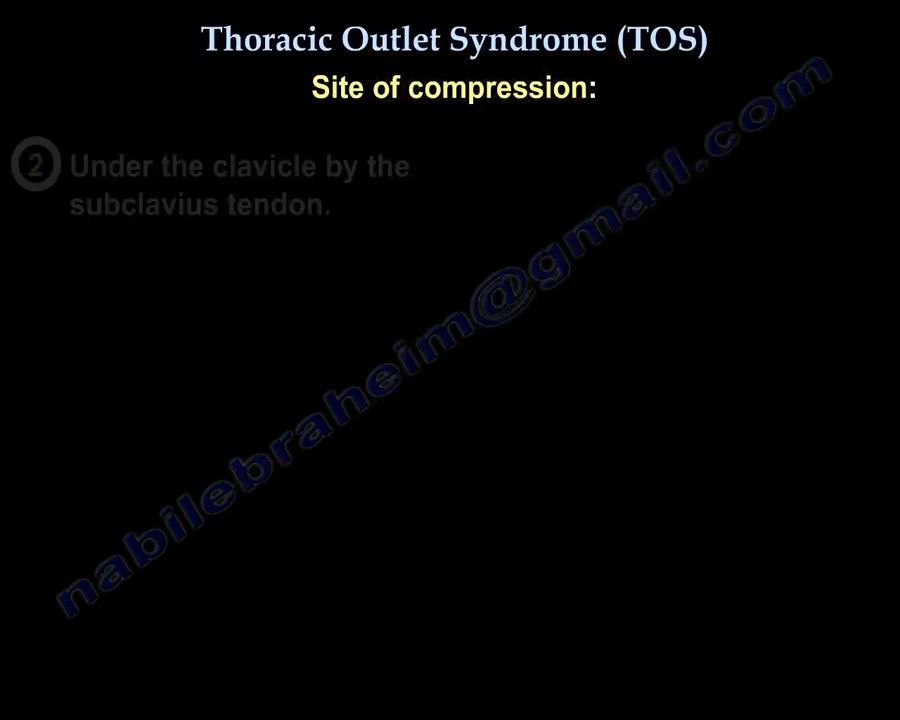 Thoracic Outlet Syndrome (TOS)
Site of compression:
2 Under the clavicle by the
subclavius tendon.
nabilebraheim@gmail.com